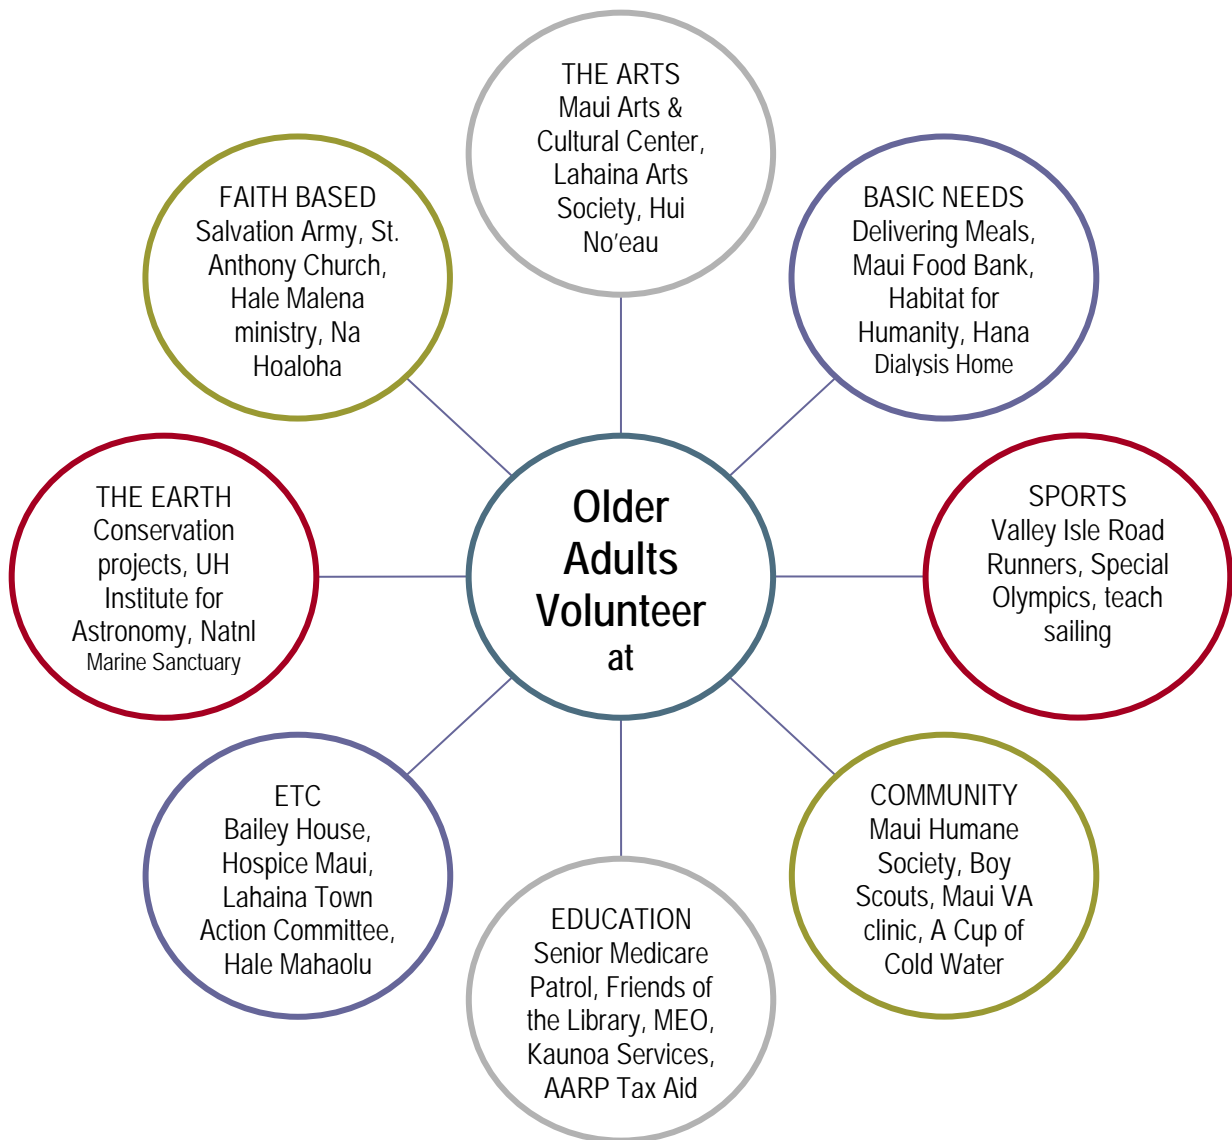 THE ARTS
Maui Arts &
Cultural Center,
Lahaina Arts
Society, Hui
No'eau
BASIC NEEDS
Delivering Meals,
Maui Food Bank,
Habitat for
Humanity, Hana
Dialysis Home
SPORTS
Valley Isle Road
Runners, Special
Olympics, teach
sailing
COMMUNITY
Maui Humane
Society, Boy
Scouts, Maui VA
clinic, A Cup of
Cold Water
EDUCATION
Senior Medicare
Patrol, Friends of
the Library, MEO,
Kaunoa Services,
AARP Tax Aid
ETC
Bailey House,
Hospice Maui,
Lahaina Town
Action Committee,
Hale Mahaolu
THE EARTH
Conservation
projects, UH
Institute for
Astronomy, Natnl
Marine Sanctuary
FAITH BASED
Salvation Army, St.
Anthony Church,
Hale Malena
ministry, Na
Hoaloha
Older
Adults
Volunteer
at